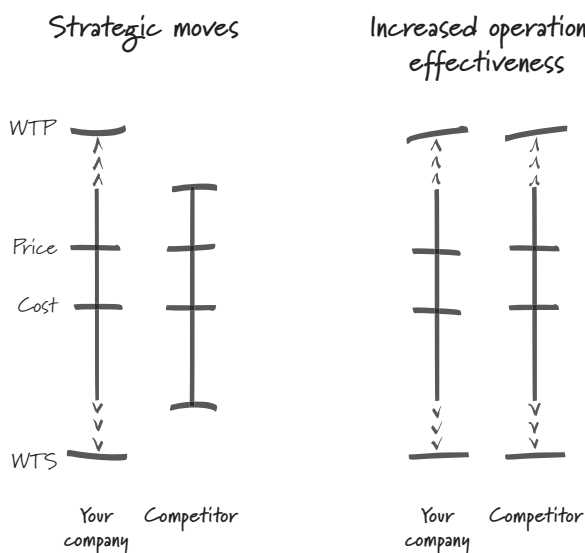 Strategic moves
Increased operation
effectiveness
WTP
Price
Cost
WTS
Your
company
Competitor
Your
company
Competitor